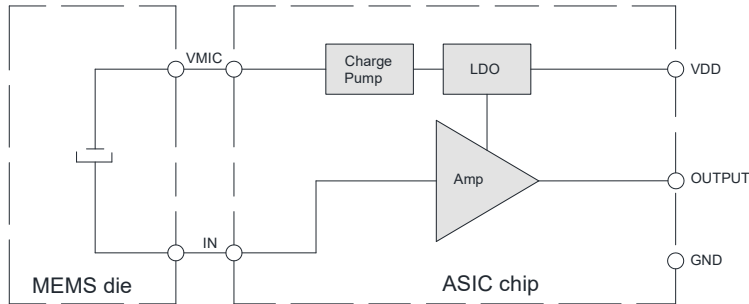 VMIC
Charge
Pump
LDO
VDD
Amp
OUTPUT
IN
GND
MEMS die
ASIC chip